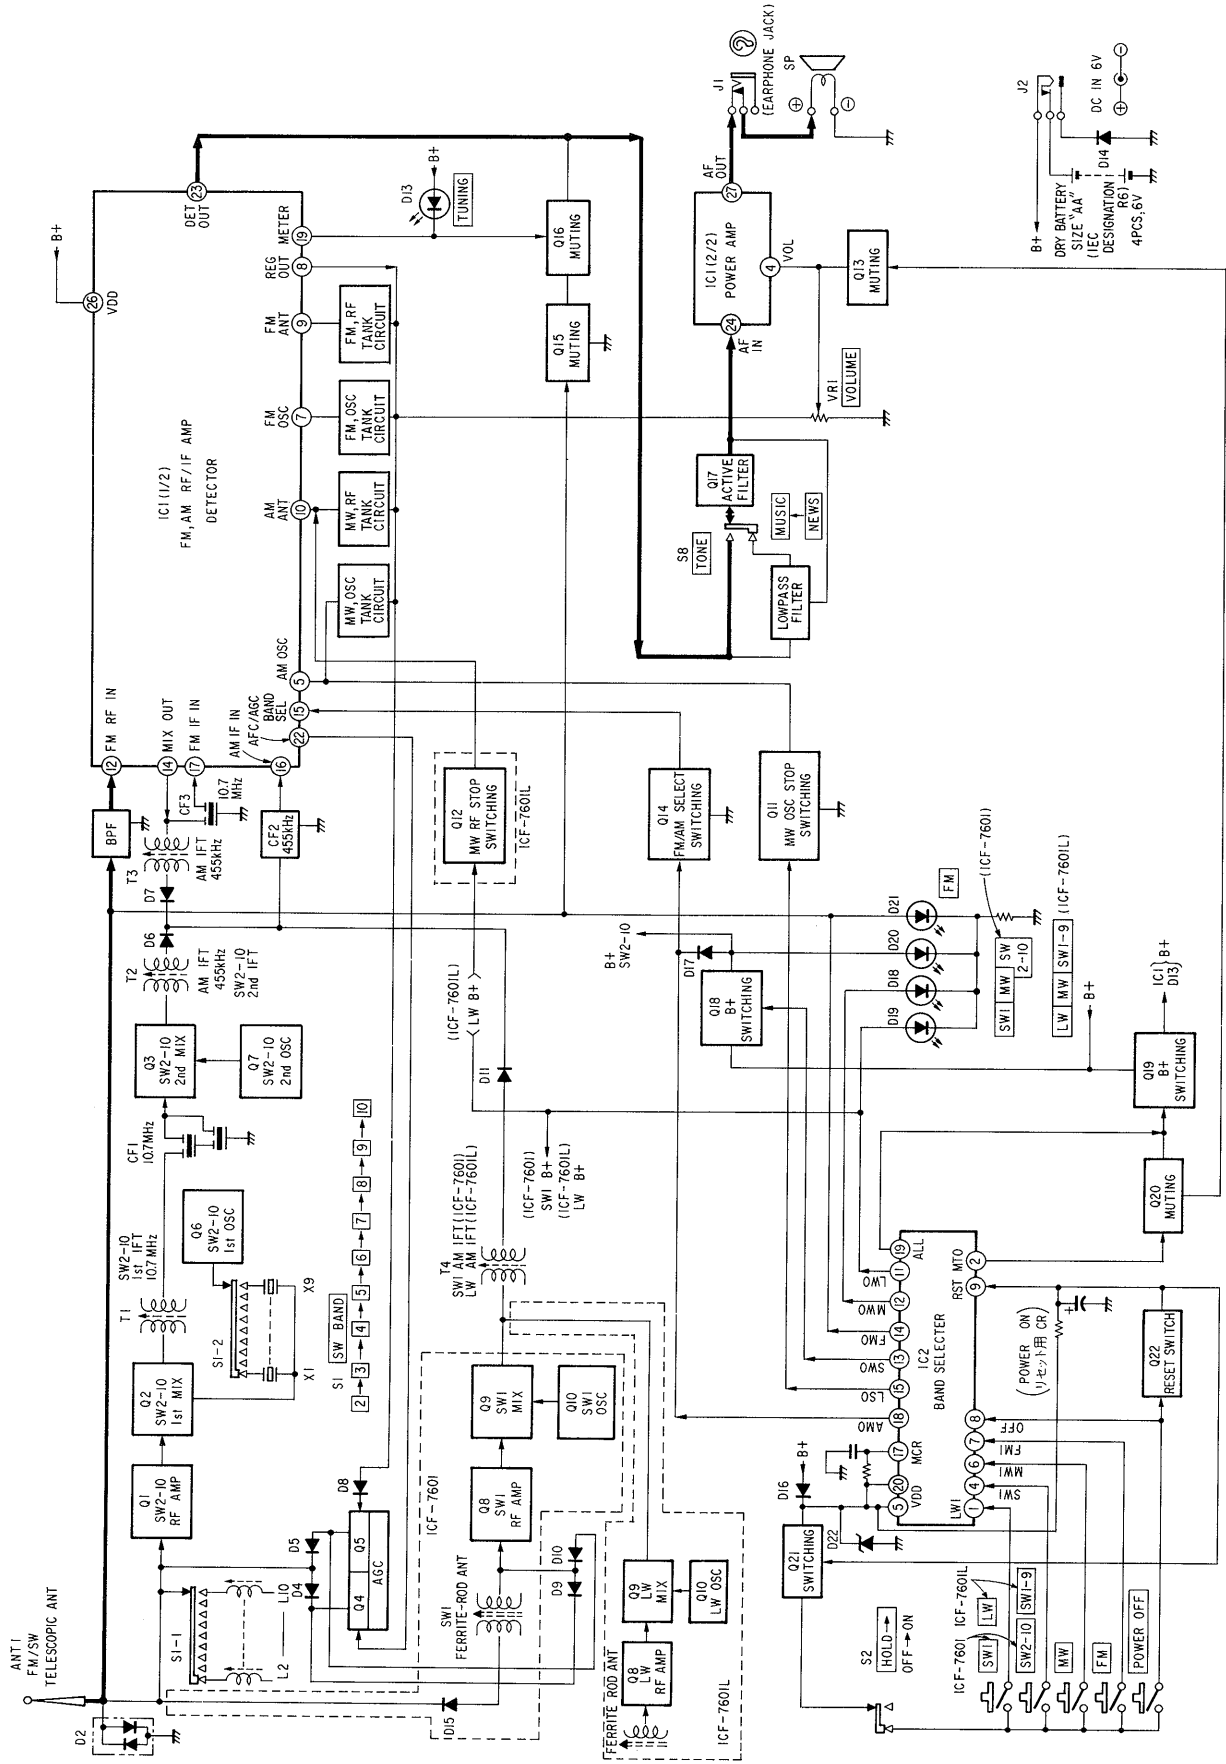 ANT1
FM/SW
TELESCOPIC ANT
D2
S1-1
L2
L10
Q1
SW2-10
RF AMP
Q2
SW2-10
1st MIX
T1
SW2-10
1st IFT
10.7MHz
S1-2
X1
X9
Q6
SW2-10
1st OSC
CF1
10.7MHz
Q3
SW2-10
2nd MIX
Q7
SW2-10
2nd OSC
T2
AM IFT
455kHz
SW2-10
2nd IFT
D6
D7
T3
AM IFT
455kHz
BPF
CF3
10.7
MHz
CF2
455kHz
12
FM RF IN
14
MIX OUT
17
FM IF IN
16
AM IF IN
22
AFC/AGC
15
BAND
SEL
5
AM OSC
10
AM
ANT
7
FM
OSC
9
FM
ANT
8
REG
OUT
19
METER
23
DET
OUT
26
VDD
B+
IC1(1/2)
FM,AM RF/IF AMP
DETECTOR
MW,OSC
TANK
CIRCUIT
MW,RF
TANK
CIRCUIT
FM,OSC
TANK
CIRCUIT
FM,RF
TANK
CIRCUIT
D13
B+
TUNING
Q15
MUTING
Q16
MUTING
D4
D5
D8
Q4
Q5
AGC
S1
SW BAND
2
3
4
5
6
7
8
9
10
ICF-7601
D15
SW1
FERRITE-ROD ANT
Q8
SW1
RF AMP
Q9
SW1
MIX
Q10
SW1
OSC
D9
D10
T4
SW1 AM IFT(ICF-7601)
LW AM IFT(ICF-7601L)
D11
FERRITE ROD ANT
Q8
LW
RF AMP
Q9
LW
MIX
Q10
LW OSC
ICF-7601L
(ICF-7601)
SW1 B+
(ICF-7601L)
LW B+
(ICF-7601L)
LW B+
Q12
MW RF STOP
SWITCHING
ICF-7601L
Q14
FM/AM SELECT
SWITCHING
Q11
MW OSC STOP
SWITCHING
S8
TONE
MUSIC
NEWS
LOWPASS
FILTER
Q17
ACTIVE
FILTER
VR1
VOLUME
24
AF
IN
IC1(2/2)
POWER AMP
27
AF
OUT
4
VOL
Q13
MUTING
J1
(EARPHONE JACK)
SP
⊕
⊖
J2
DC IN 6V
⊕
⊖
B+
D14
DRY BATTERY
SIZE "AA"
(IEC
DESIGNATION
R6)
4PCS,6V
B+
SW2-10
D17
Q18
B+
SWITCHING
D19
D18
D20
D21
FM
SW1
MW
SW
2-10
(ICF-7601)
LW
MW
SW1-9
(ICF-7601L)
B+
Q19
B+
SWITCHING
IC1
D13
B+
Q20
MUTING
S2
HOLD→
OFF→ON
Q21
SWITCHING
D16
B+
D22
5
VDD
20
17
MCR
18
AMO
15
LSO
13
SWO
14
FMO
12
MWO
11
LWO
19
ALL
IC2
BAND SELECTER
1
LW1
4
SW1
6
MW1
7
FM1
8
OFF
9
RST
2
MTO
Q22
RESET SWITCH
(POWER ON
リセット用 CR)
ICF-7601
ICF-7601L
SW1
LW
SW2-10
SW1-9
MW
FM
POWER OFF